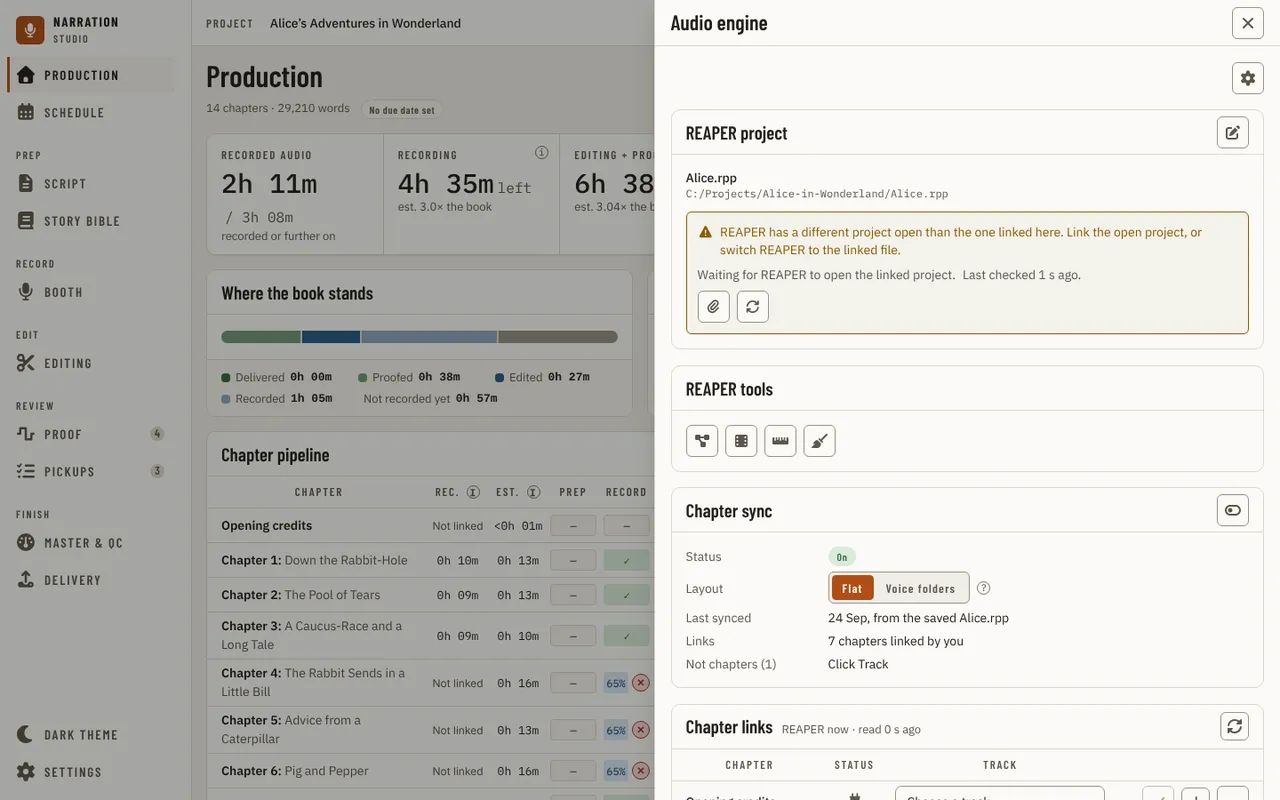 NARRATION
STUDIO
PRODUCTION
SCHEDULE
PREP
SCRIPT
STORY BIBLE
RECORD
BOOTH
EDIT
EDITING
REVIEW
PROOF 4
PICKUPS 3
FINISH
MASTER & QC
DELIVERY
DARK THEME
SETTINGS
PROJECT Alice's Adventures in Wonderland
Production
14 chapters · 29,210 words No due date set
RECORDED AUDIO
2h 11m
/ 3h 08m
recorded or further on
RECORDING
4h 35m left
est. 3.0× the book
EDITING + PRO
6h 38
est. 3.04× the b
Where the book stands
Delivered 0h 00m Proofed 0h 38m Edited 0h 27m
Recorded 1h 05m Not recorded yet 0h 57m
Chapter pipeline
CHAPTER REC. EST. PREP RECORD
Opening credits Not linked <0h 01m – –
Chapter 1: Down the Rabbit-Hole 0h 10m 0h 13m – ✓
Chapter 2: The Pool of Tears 0h 09m 0h 13m – ✓
Chapter 3: A Caucus-Race and a
Long Tale 0h 09m 0h 10m – ✓
Chapter 4: The Rabbit Sends in a
Little Bill Not linked 0h 16m – 65%
Chapter 5: Advice from a
Caterpillar Not linked 0h 13m – 65%
Chapter 6: Pig and Pepper Not linked 0h 16m – 65%
Audio engine
REAPER project
Alice.rpp
C:/Projects/Alice-in-Wonderland/Alice.rpp
REAPER has a different project open than the one linked here. Link the open project, or
switch REAPER to the linked file.
Waiting for REAPER to open the linked project. Last checked 1 s ago.
REAPER tools
Chapter sync
Status On
Layout Flat Voice folders ?
Last synced 24 Sep, from the saved Alice.rpp
Links 7 chapters linked by you
Not chapters (1) Click Track
Chapter links REAPER now · read 0 s ago
CHAPTER STATUS TRACK